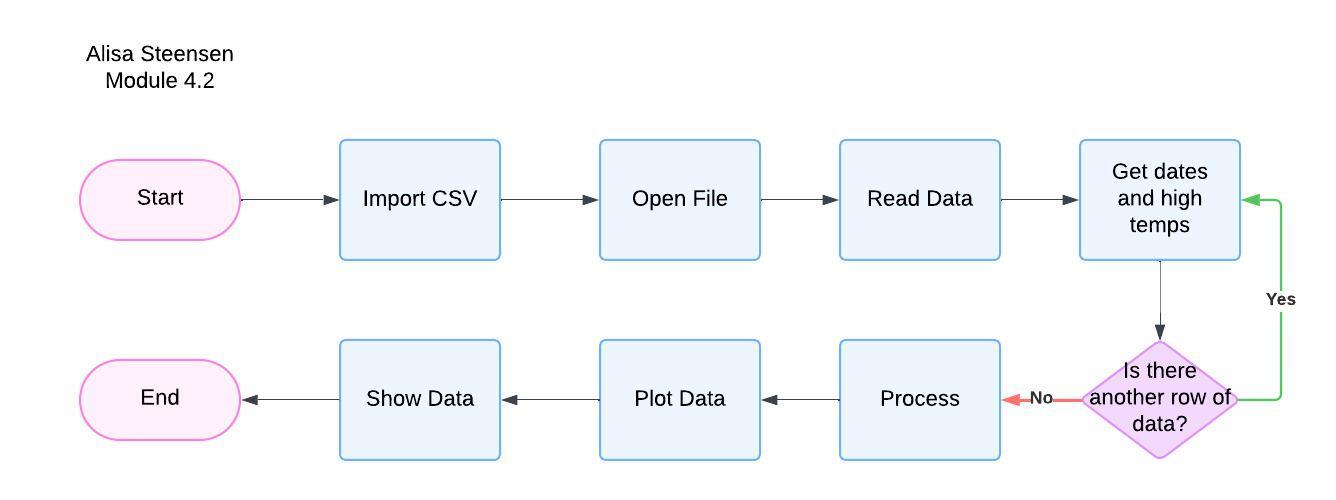 Alisa Steensen
Module 4.2
Start
Import CSV
Open File
Read Data
Get dates
and high
temps
Yes
Is there
another row of
data?
No
Process
Plot Data
Show Data
End